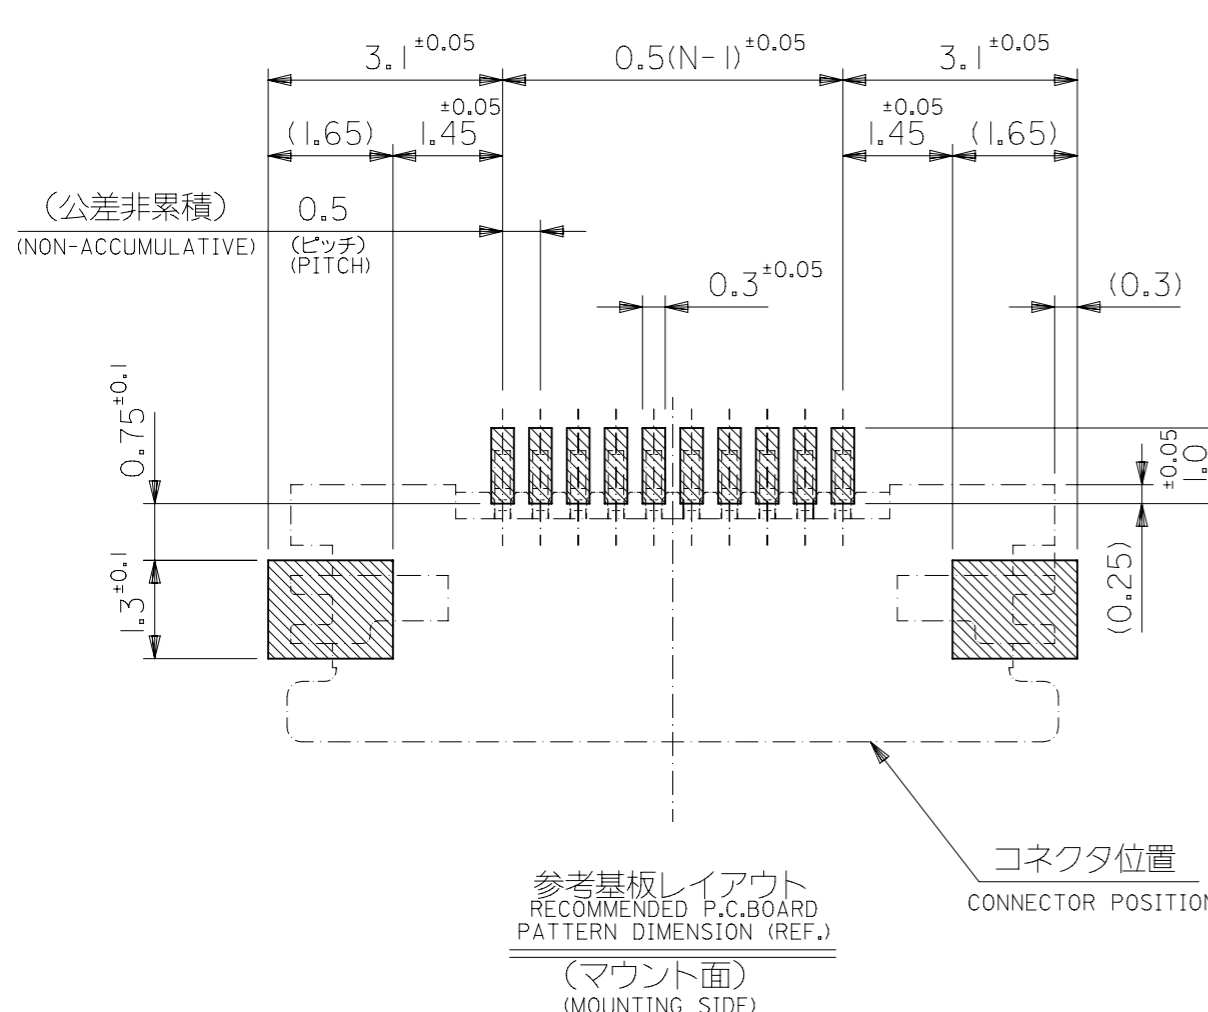 3.1 ±0.05
0.5(N-1) ±0.05
3.1 ±0.05
(1.65)
1.45 ±0.05
1.45 ±0.05
(1.65)
(公差非累積)
(NON-ACCUMULATIVE)
0.5
(ピッチ)
(PITCH)
0.3 ±0.05
(0.3)
0.75 ±0.1
1.0 ±0.05
1.3 ±0.1
(0.25)
コネクタ位置
CONNECTOR POSITION
参考基板レイアウト
RECOMMENDED P.C.BOARD
PATTERN DIMENSION (REF.)
(マウント面)
(MOUNTING SIDE)